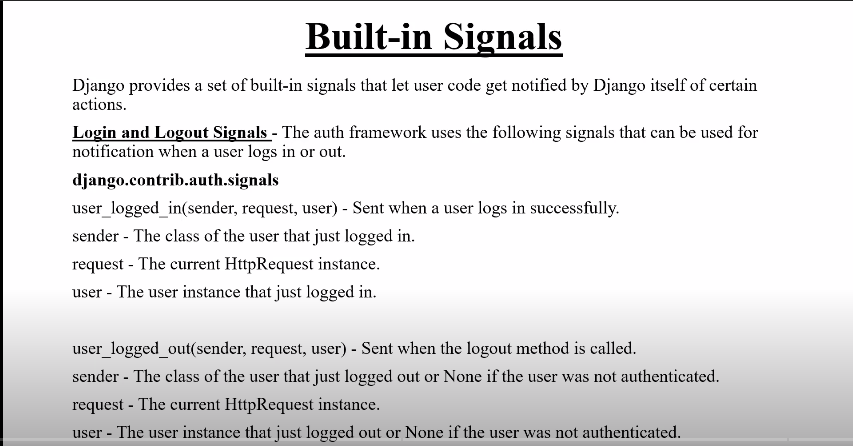 Built-in Signals
Django provides a set of built-in signals that let user code get notified by Django itself of certain
actions.
Login and Logout Signals - The auth framework uses the following signals that can be used for
notification when a user logs in or out.
django.contrib.auth.signals
user_logged_in(sender, request, user) - Sent when a user logs in successfully.
sender - The class of the user that just logged in.
request - The current HttpRequest instance.
user - The user instance that just logged in.
user_logged_out(sender, request, user) - Sent when the logout method is called.
sender - The class of the user that just logged out or None if the user was not authenticated.
request - The current HttpRequest instance.
user - The user instance that just logged out or None if the user was not authenticated.